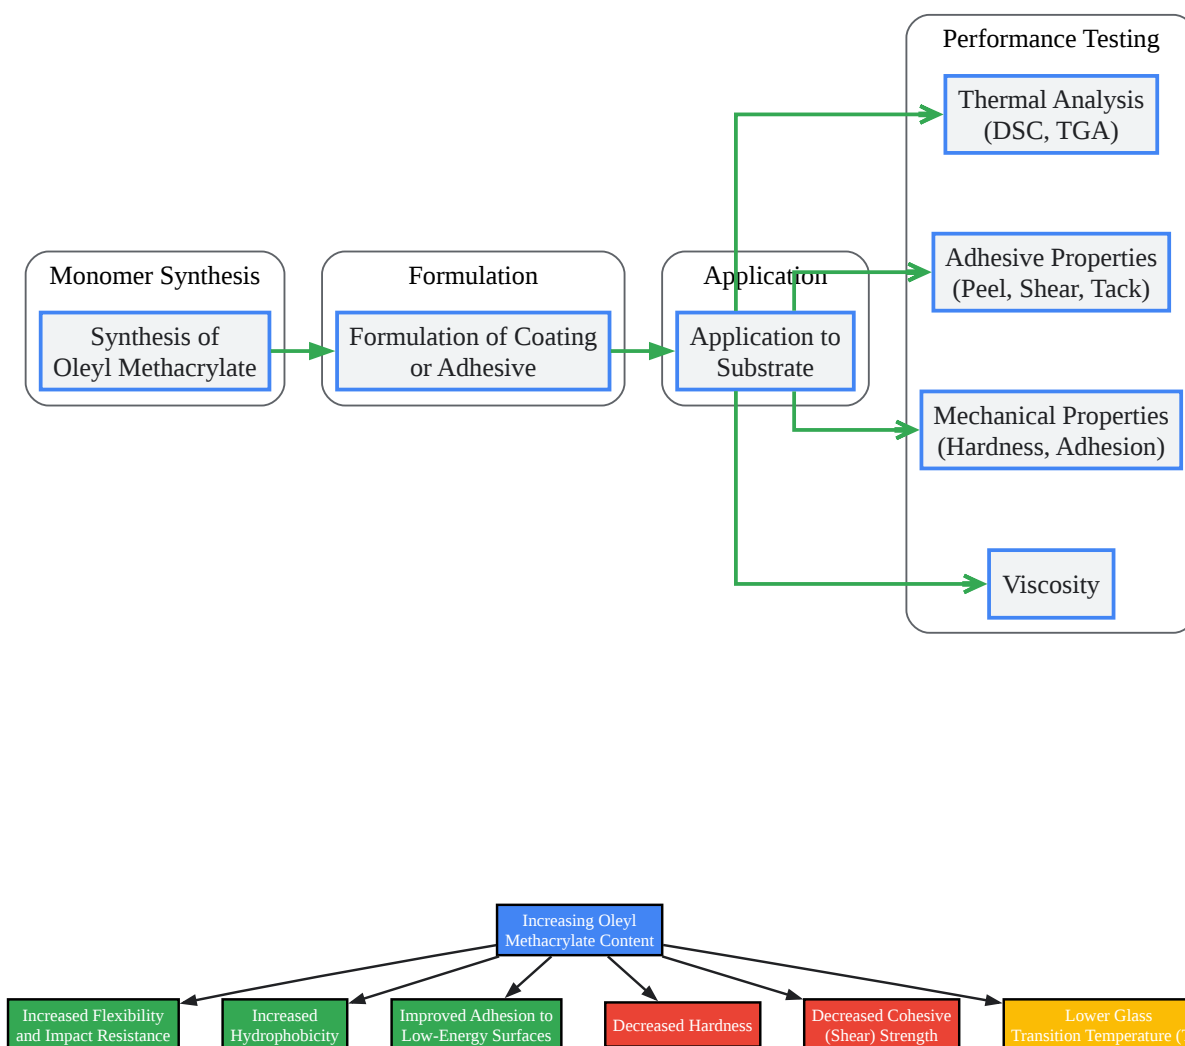 Performance Testing
Thermal Analysis
(DSC, TGA)
Adhesive Properties
(Peel, Shear, Tack)
Monomer Synthesis
Formulation
Application
Synthesis of
Oleyl Methacrylate
Formulation of Coating
or Adhesive
Application to
Substrate
Mechanical Properties
(Hardness, Adhesion)
Viscosity
Increasing Oleyl
Methacrylate Content
Increased Flexibility
and Impact Resistance
Increased
Hydrophobicity
Improved Adhesion to
Low-Energy Surfaces
Decreased Hardness
Decreased Cohesive
(Shear) Strength
Lower Glass
Transition Temperature